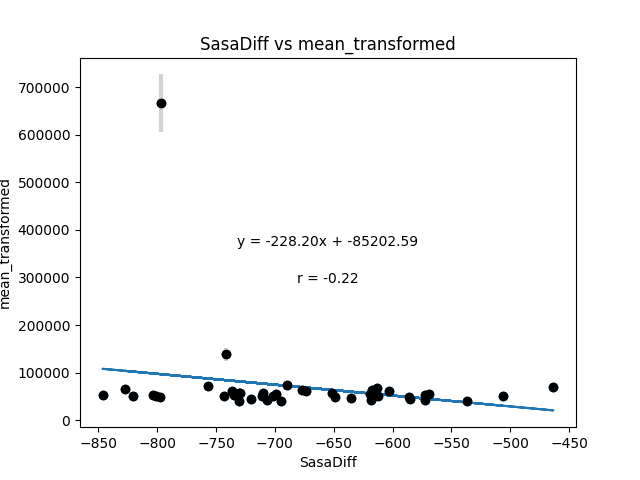 SasaDiff vs mean_transformed
700000
600000
500000
400000
300000
200000
100000
0
mean_transformed
y = -228.20x + -85202.59
r = -0.22
−850 −800 −750 −700 −650 −600 −550 −500 −450
SasaDiff